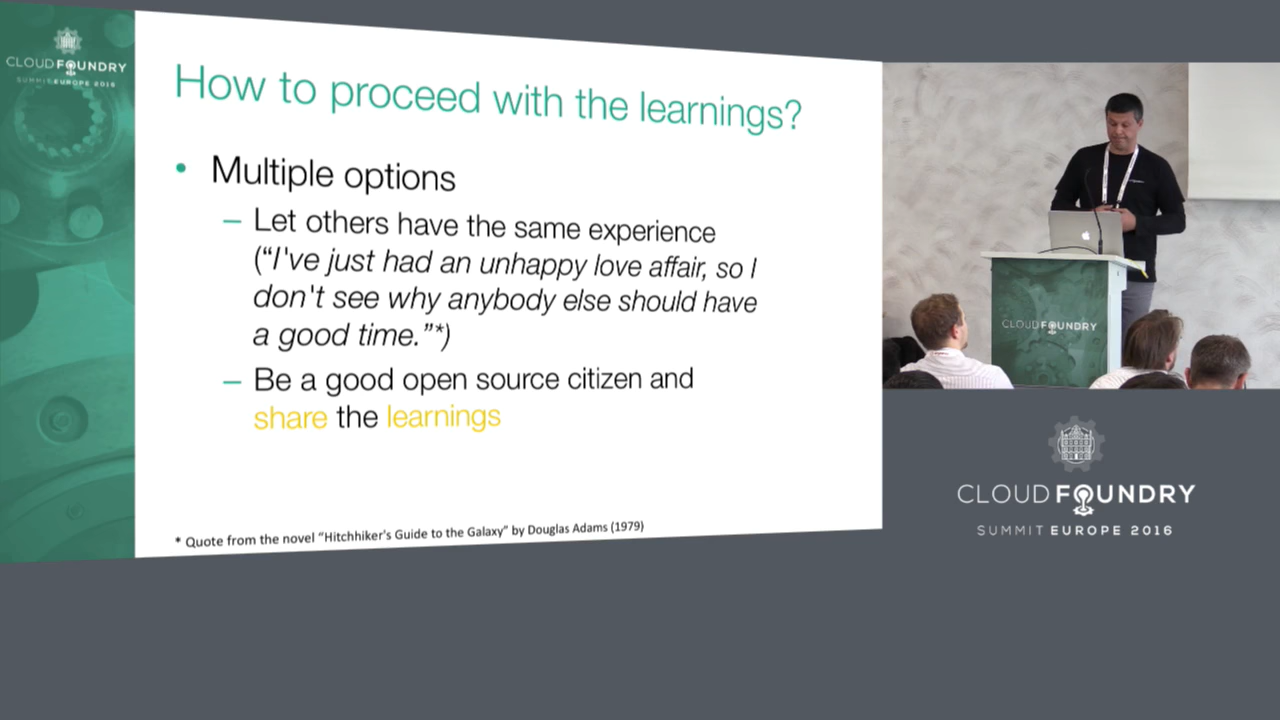 CLOUD FOUNDRY
SUMMIT EUROPE 2016
How to proceed with the learnings?
• Multiple options
– Let others have the same experience
(“I've just had an unhappy love affair, so I
don't see why anybody else should have
a good time.”*)
– Be a good open source citizen and
share the learnings
* Quote from the novel “Hitchhiker's Guide to the Galaxy” by Douglas Adams (1979)
CLOUD FOUNDRY
CLOUD FOUNDRY
SUMMIT EUROPE 2016